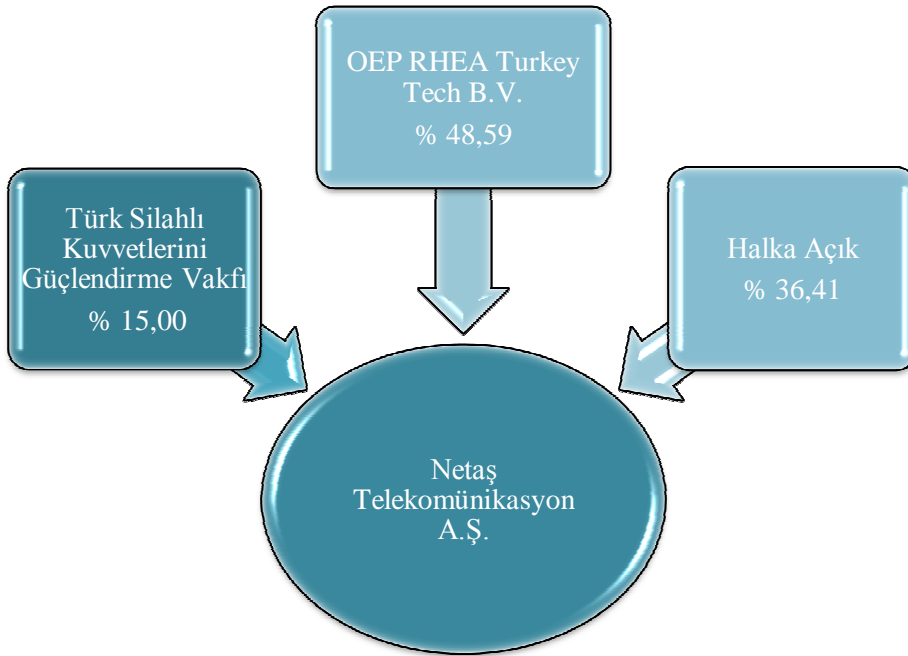 OEP RHEA Turkey
Tech B.V.
% 48,59
Türk Silahlı
Kuvvetlerini
Güçlendirme Vakfı
% 15,00
Halka Açık
% 36,41
Netaş
Telekomünikasyon
A.Ş.